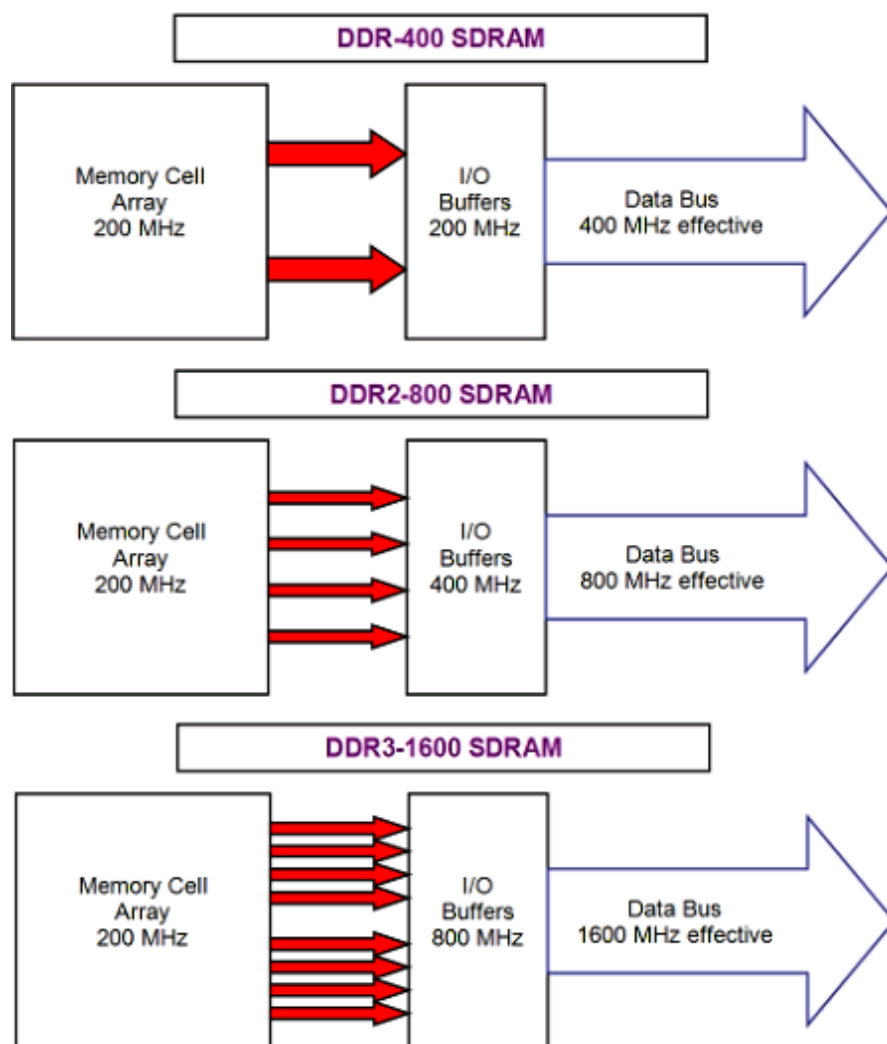 DDR-400 SDRAM
Memory Cell
Array
200 MHz
I/O
Buffers
200 MHz
Data Bus
400 MHz effective
DDR2-800 SDRAM
Memory Cell
Array
200 MHz
I/O
Buffers
400 MHz
Data Bus
800 MHz effective
DDR3-1600 SDRAM
Memory Cell
Array
200 MHz
I/O
Buffers
800 MHz
Data Bus
1600 MHz effective